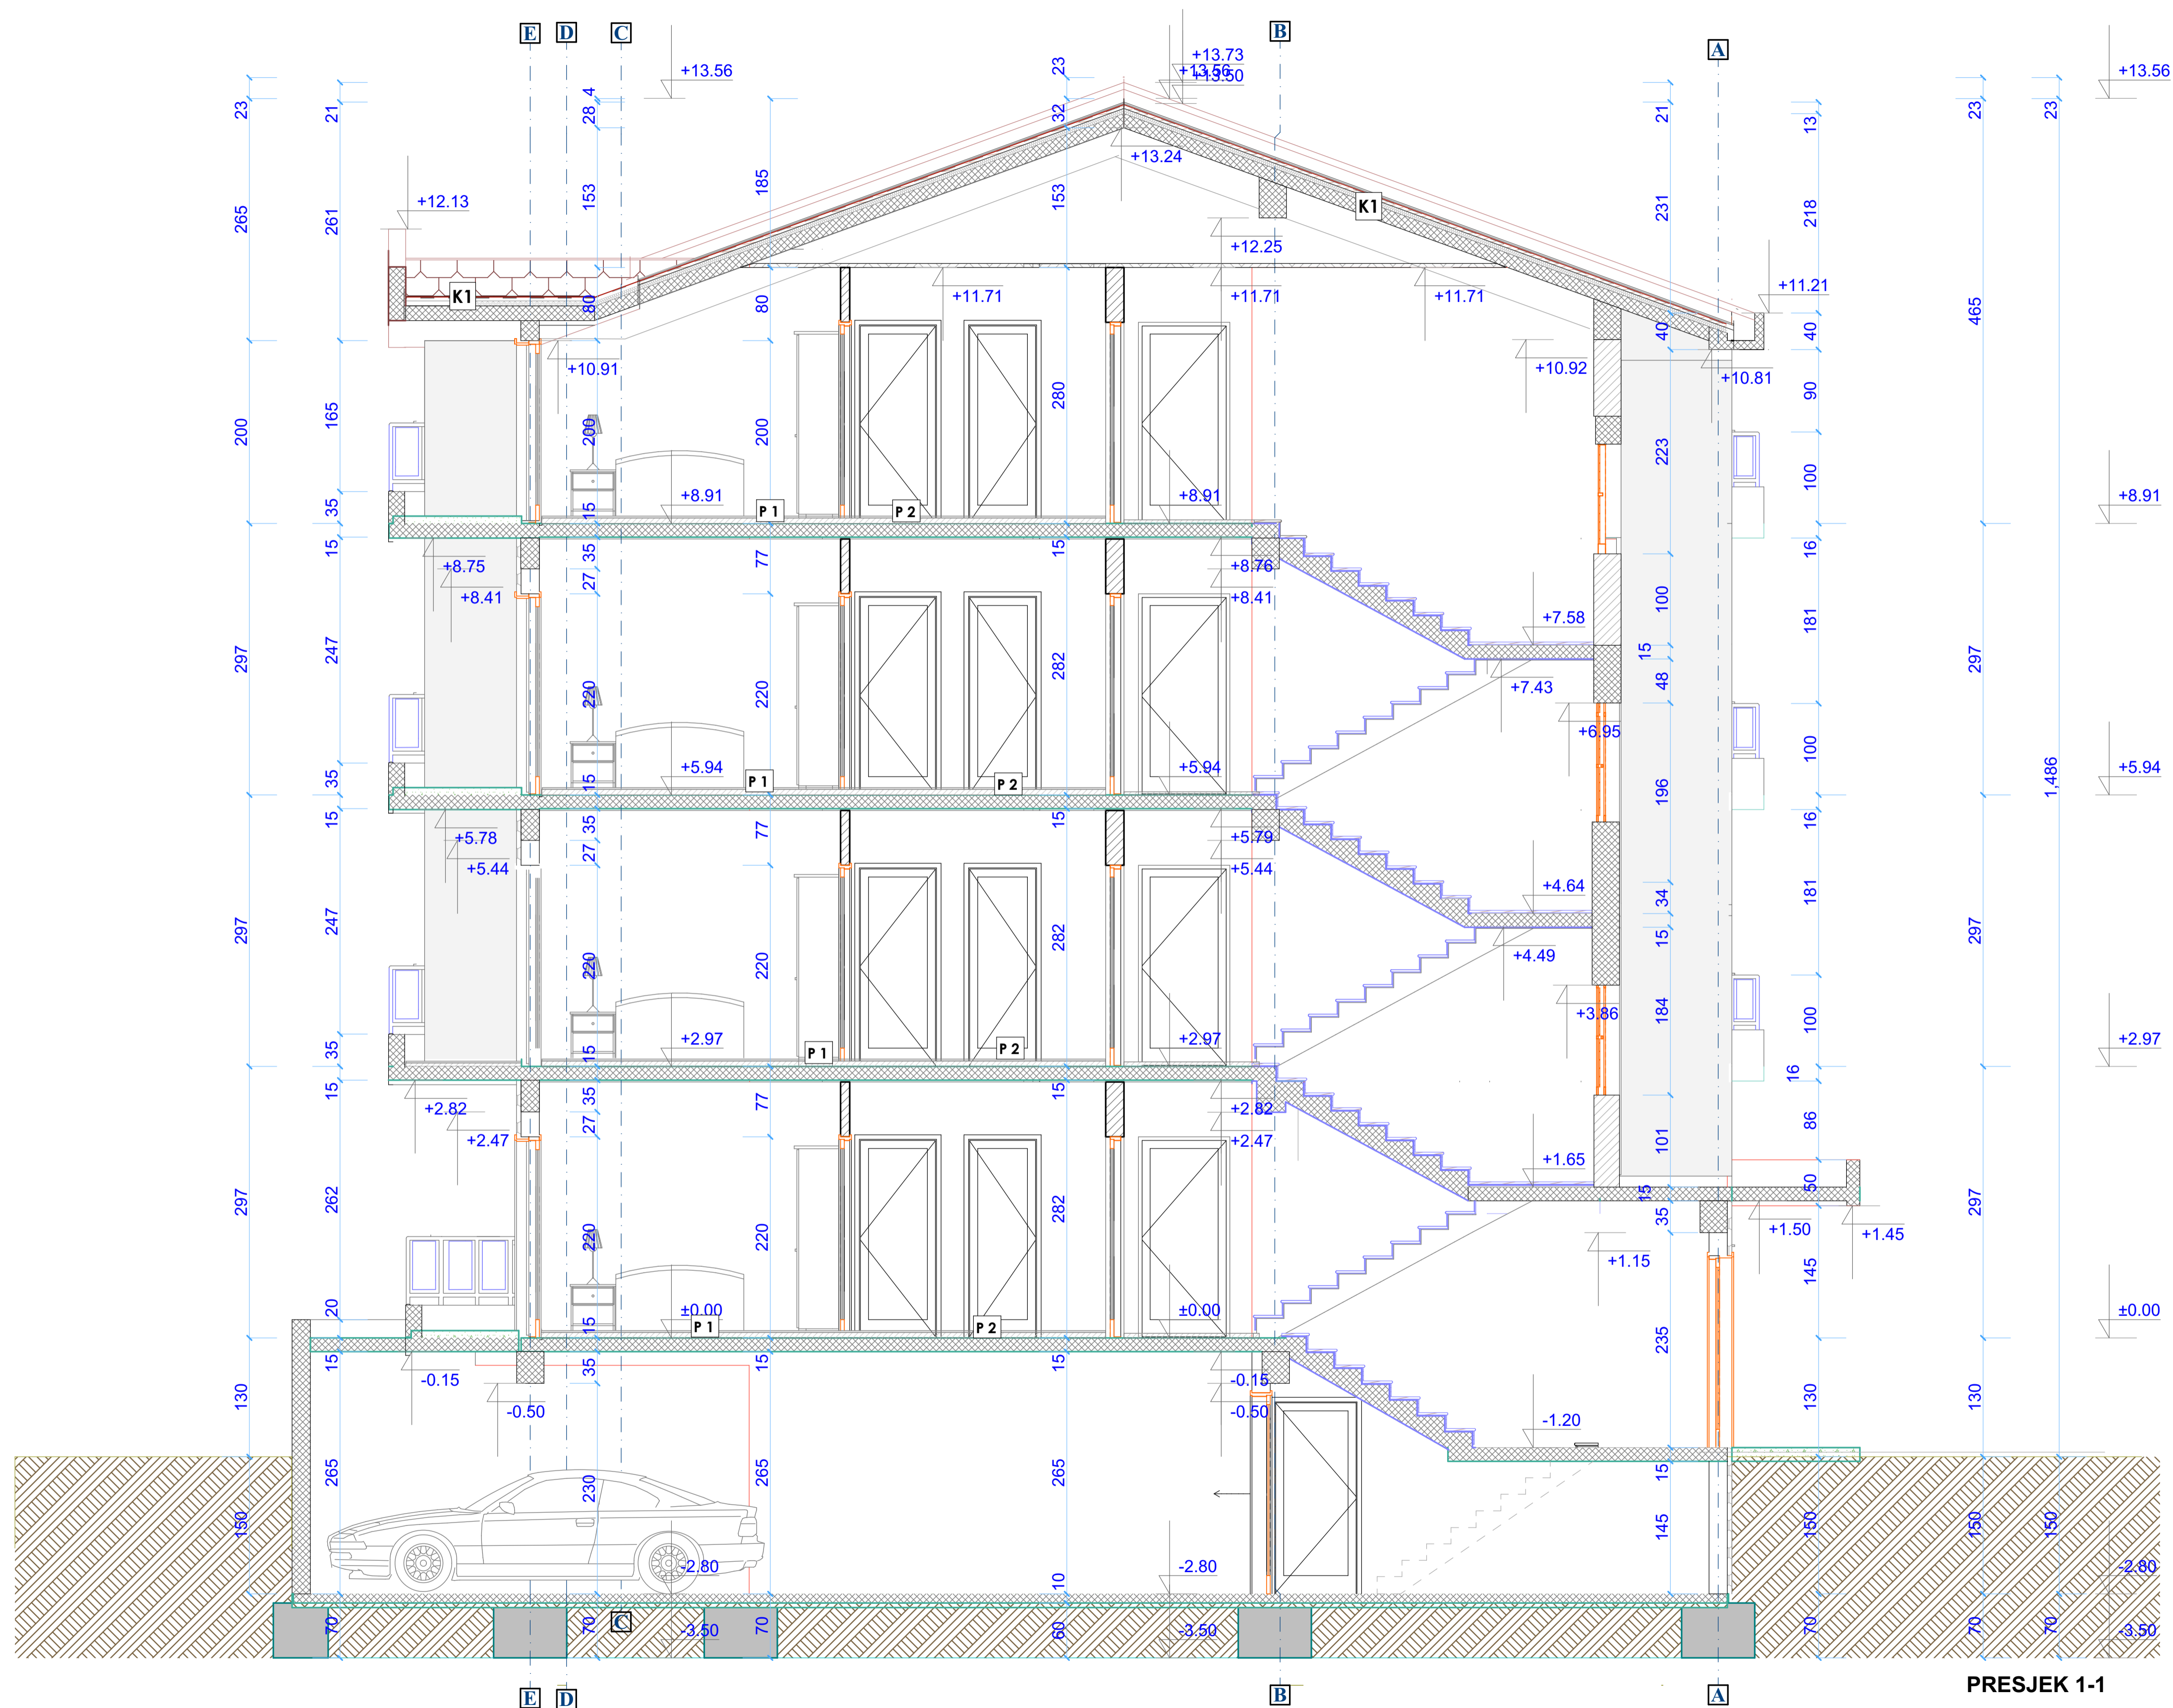 E D C B A
+13.73
+13.56 +13.56 +13.50 +13.56
23 21 28 4 23 32 21 13 23 23
+13.24
+12.13 K1
265 261 153 185 153 231 218 465
+12.25
K1 +11.71 +11.71 +11.71 +11.21
80 80 40 40
+10.91 +10.92 +10.81
200 165 200 200 280 223 90
100
35 15 +8.91 P 1 P 2 +8.91 +8.91
15 35 77 15 16
+8.75 +8.76
27
+8.41 +8.41
100
+7.58
297 247 220 220 282 15 181 297
48
+7.43
+6.95
100
35 15 +5.94 P 1 P 2 +5.94 196 1,486 +5.94
15 35 77 15 16
+5.78 +5.79
27
+5.44 +5.44
+4.64
34 181
297 247 220 220 282 15 297
+4.49
+3.86
184 100
35 15 +2.97 P 1 P 2 +2.97 +2.97
15 35 77 15 16
+2.82 +2.82
27
+2.47 +2.47
101 86
+1.65
297 262 220 220 282 15 50 297
35
+1.50 +1.45
+1.15
145
20 15 ±0.00 P 1 P 2 ±0.00 ±0.00
15 35 15 15 235
-0.15 -0.15
130 -0.50 -0.50 130 130
-1.20
265 230 265 265 15
150 145 150 150 150
-2.80 10 -2.80 -2.80
70 70 C 70 60 70 70 70
-3.50 -3.50 -3.50
PRESJEK 1-1
E D B A